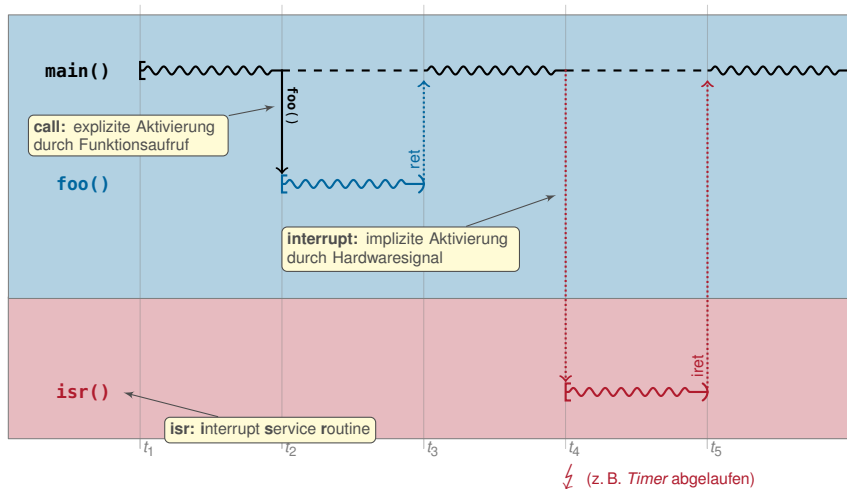 main()
foo()
call: explizite Aktivierung
durch Funktionsaufruf
ret
foo()
interrupt: implizite Aktivierung
durch Hardwaresignal
iret
isr()
isr: interrupt service routine
t1 t2 t3 t4 t5
(z. B. Timer abgelaufen)